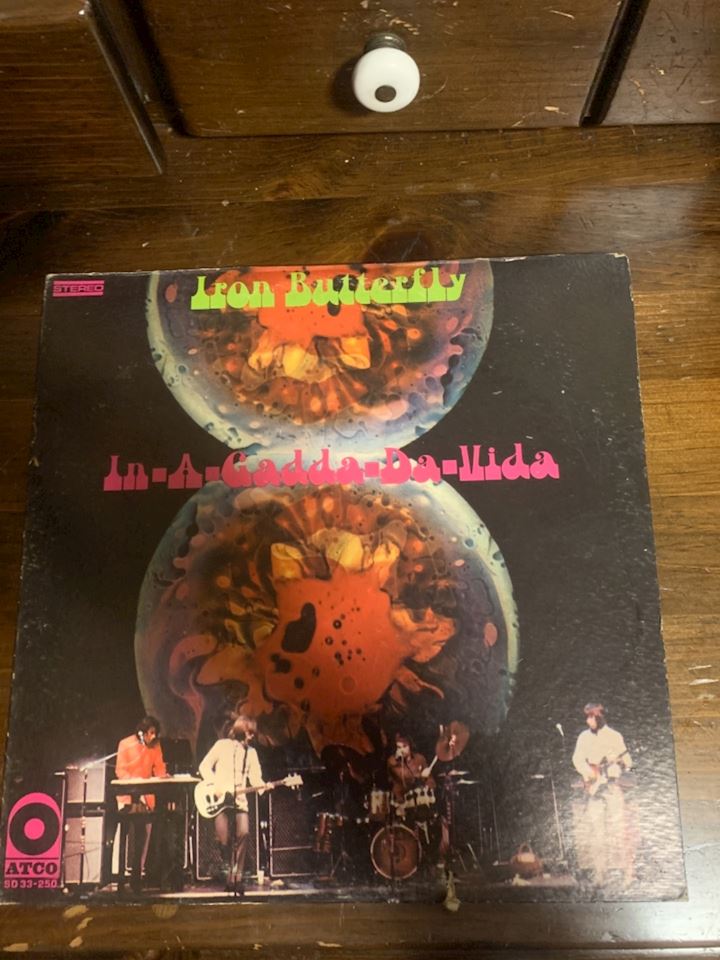 STEREO
Iron Butterfly
In-A-Gadda-Da-Vida
ATCO
SD 33-250